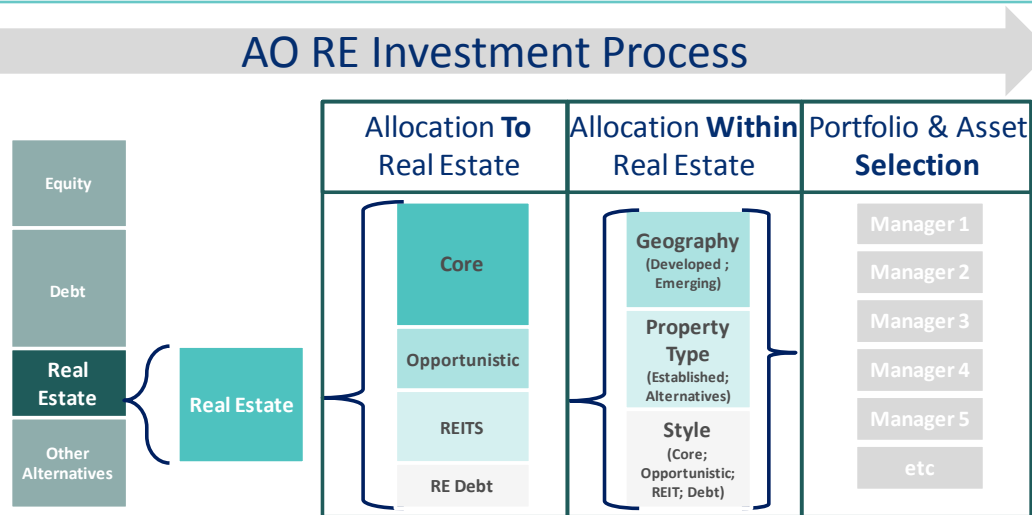 AO RE Investment Process
Equity
Debt
Real
Estate
Other
Alternatives
Real Estate
Allocation To
Real Estate
Core
Opportunistic
REITS
RE Debt
Allocation Within
Real Estate
Geography
(Developed ;
Emerging)
Property
Type
(Established;
Alternatives)
Style
(Core;
Opportunistic;
REIT; Debt)
Portfolio & Asset
Selection
Manager 1
Manager 2
Manager 3
Manager 4
Manager 5
etc